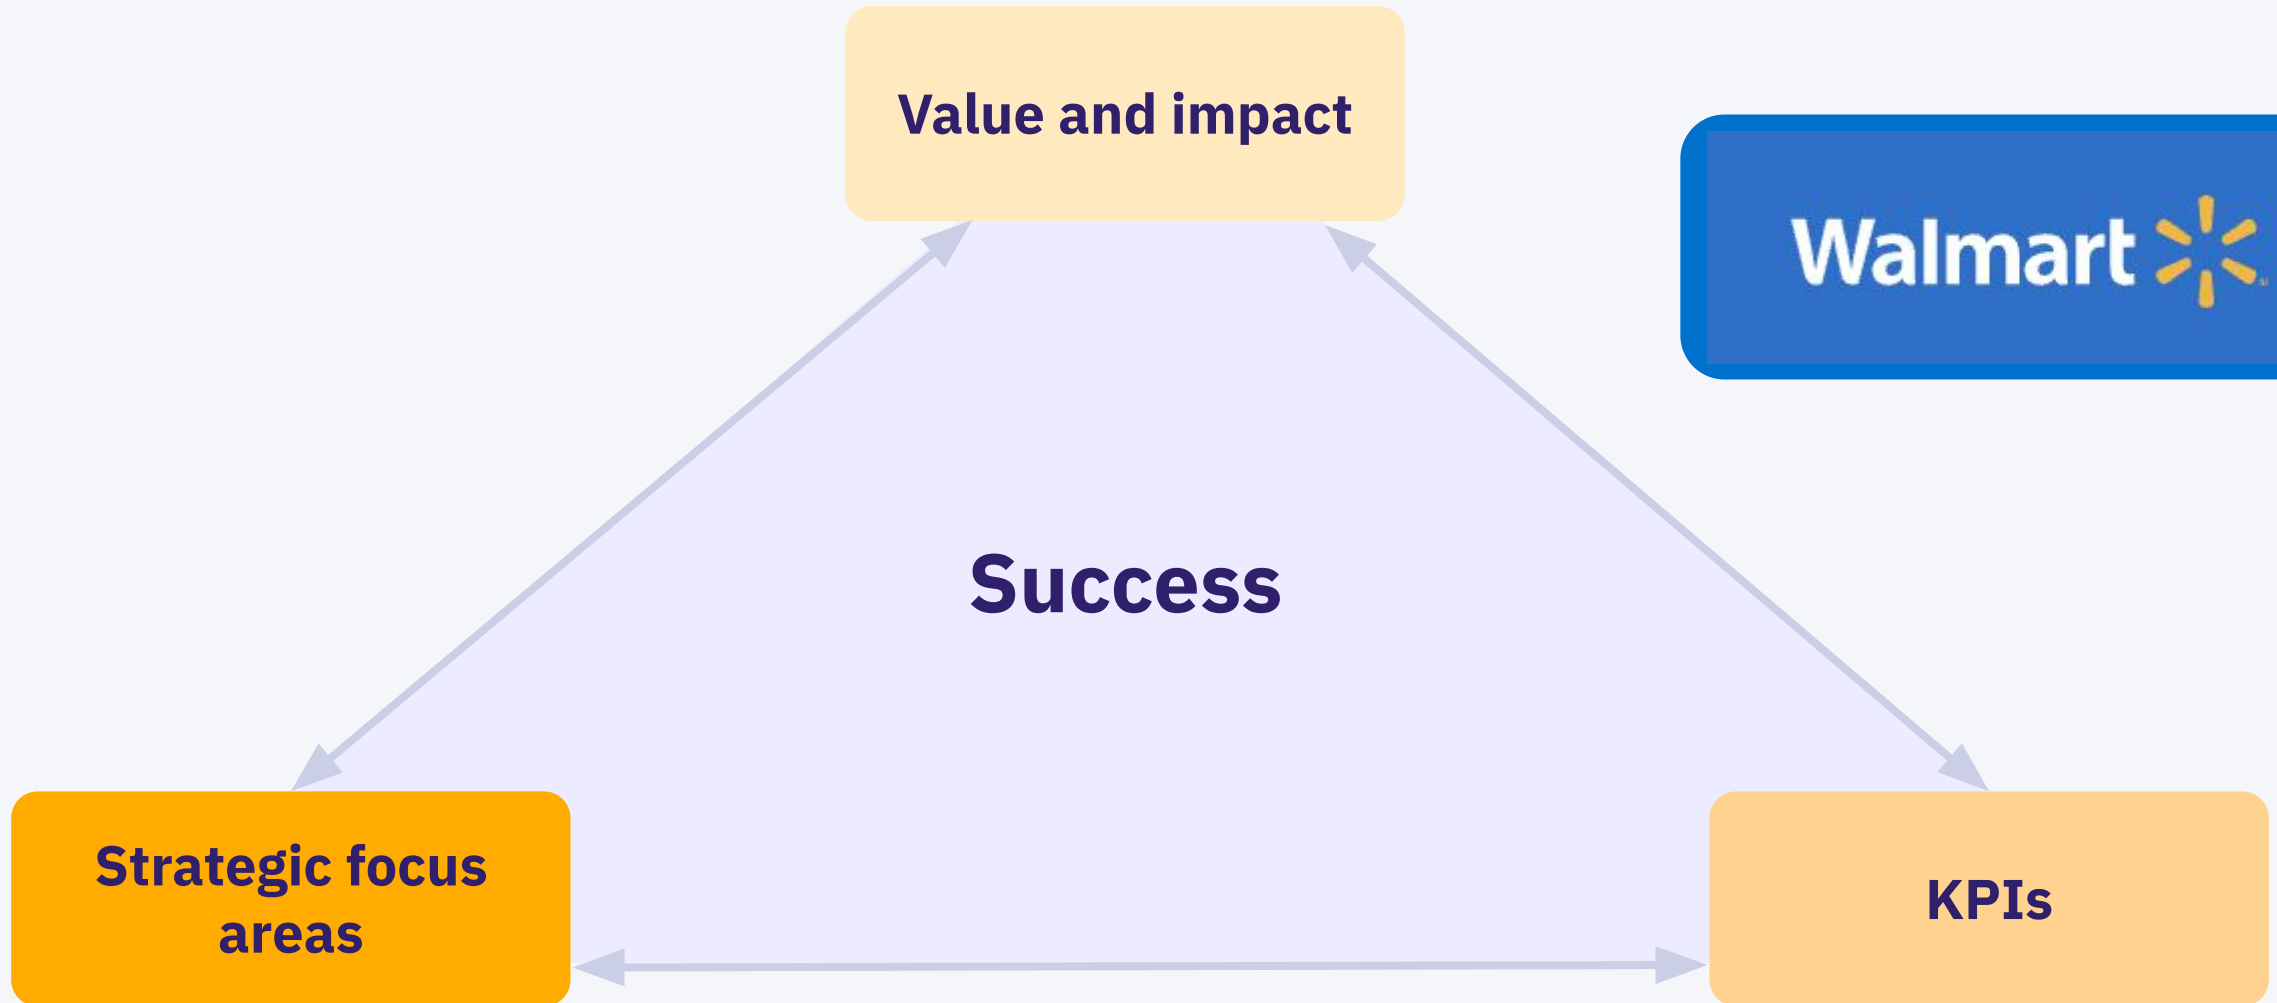 Value and impact
Walmart
Success
Strategic focus
areas
KPIs